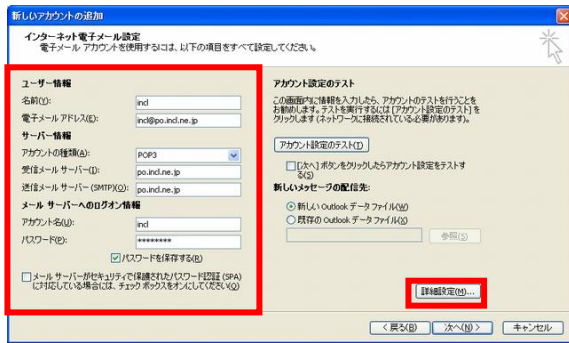 新しいアカウントの追加
インターネット電子メール設定
電子メール アカウントを使用するには、以下の項目をすべて設定してください。
ユーザー情報
名前(Y):
incl
電子メール アドレス(E):
incl@po.incl.ne.jp
サーバー情報
アカウントの種類(A):
POP3
受信メール サーバー(I):
po.incl.ne.jp
送信メール サーバー (SMTP)(O):
po.incl.ne.jp
メール サーバーへのログオン情報
アカウント名(U):
incl
パスワード(P):
********
パスワードを保存する(R)
メール サーバーがセキュリティで保護されたパスワード認証 (SPA)
に対応している場合には、チェック ボックスをオンにしてください(Q)
アカウント設定のテスト
この画面内に情報を入力したら、アカウントのテストを行うことを
お勧めします。テストを実行するには [アカウント設定のテスト] を
クリックします (ネットワークに接続されている必要があります)。
アカウント設定のテスト(T)
[次へ] ボタンをクリックしたらアカウント設定をテストす
る(S)
新しいメッセージの配信先:
新しい Outlook データ ファイル(W)
既存の Outlook データ ファイル(X)
参照(S)
詳細設定(M)...
< 戻る(B)
次へ(N) >
キャンセル